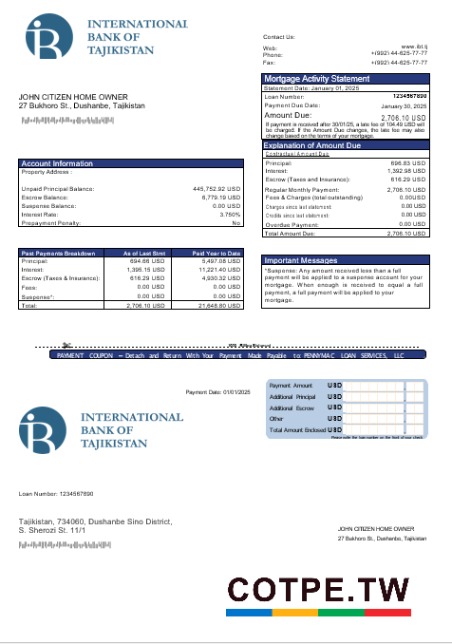 INTERNATIONAL
BANK OF
TAJIKISTAN
Contact Us:
Web: www.ibt.tj
Phone: +(992) 44-625-77-77
Fax: +(992) 44-625-77-77
JOHN CITIZEN HOME OWNER
27 Bukhoro St., Dushanbe, Tajikistan
Mortgage Activity Statement
Statement Date: January 01, 2025
Loan Number: 1234567890
Payment Due Date: January 30, 2025
Amount Due: 2,706.10 USD
If payment is received after 30/01/25, a late fee of 104.49 USD will
be charged. If the Amount Due changes, the late fee may also
change based on the terms of your mortgage.
Explanation of Amount Due
Contractual Amount Due
Principal: 696.83 USD
Interest: 1,392.98 USD
Escrow (Taxes and Insurance): 616.29 USD
Regular Monthly Payment: 2,706.10 USD
Fees & Charges (total outstanding) 0.00USD
Charges since last statement: 0.00 USD
Credits since last statement: 0.00 USD
Overdue Payment: 0.00 USD
Total Amount Due: 2,706.10 USD
Account Information
Property Address :
Unpaid Principal Balance: 445,752.92 USD
Escrow Balance: 6,779.19 USD
Suspense Balance: 0.00 USD
Interest Rate: 3.750%
Prepayment Penalty: No
Past Payments Breakdown As of Last Stmt Paid Year to Date
Principal: 694.66 USD 5,497.08 USD
Interest: 1,395.15 USD 11,221.40 USD
Escrow (Taxes & Insurance): 616.29 USD 4,930.32 USD
Fees: 0.00 USD 0.00 USD
Suspense*: 0.00 USD 0.00 USD
Total: 2,706.10 USD 21,648.80 USD
Important Messages
*Suspense: Any amount received less than a full
payment will be applied to a suspense account for your
mortgage. When enough is received to equal a full
payment, a full payment will be applied to your
mortgage.
PAYMENT COUPON – Detach and Return With Your Payment Made Payable to: PENNYMAC LOAN SERVICES, LLC
Payment Date: 01/01/2025
Payment Amount USD
Additional Principal USD
Additional Escrow USD
Other USD
Total Amount Enclosed USD
Please write the loan number on the front of your check.
INTERNATIONAL
BANK OF
TAJIKISTAN
Loan Number: 1234567890
Tajikistan, 734060, Dushanbe Sino District,
S. Sherozi St. 11/1
JOHN CITIZEN HOME OWNER
27 Bukhoro St., Dushanbe, Tajikistan
COTPE.TW